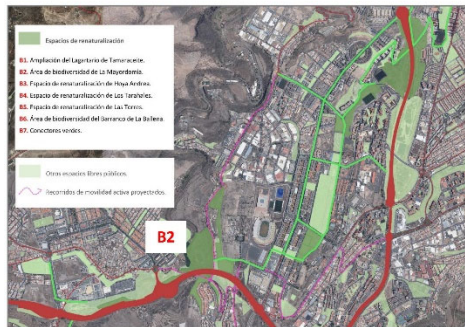 Espacios de renaturalización
B1. Ampliación del Lagartario de Tamaraceite.
B2. Área de biodiversidad de La Mayordomía.
B3. Espacio de renaturalización de Hoya Andrea.
B4. Espacio de renaturalización de Los Tarahales.
B5. Espacio de renaturalización de Las Torres.
B6. Área de biodiversidad del Barranco de La Ballena.
B7. Conectores verdes.
Otros espacios libres públicos.
Recorridos de movilidad activa proyectados.
B2